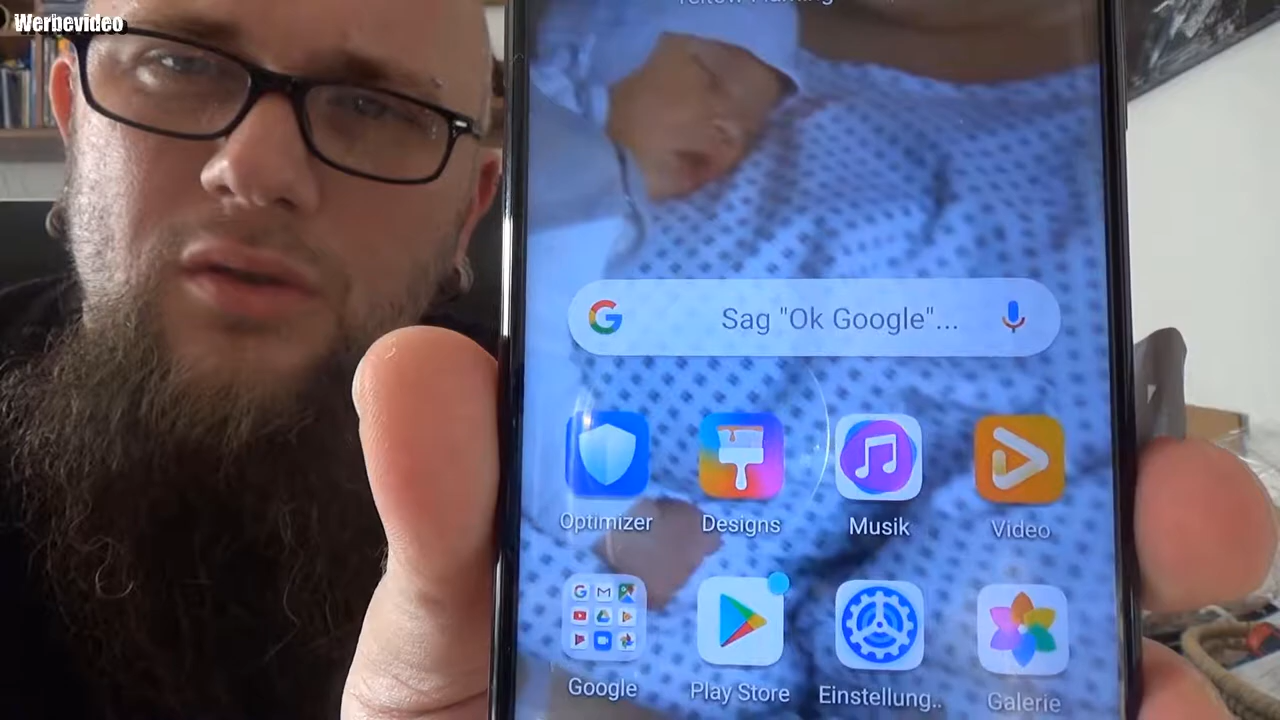 Werbevideo
Sag "Ok Google"...
Optimizer
Designs
Musik
Video
Google
Play Store
Einstellung..
Galerie